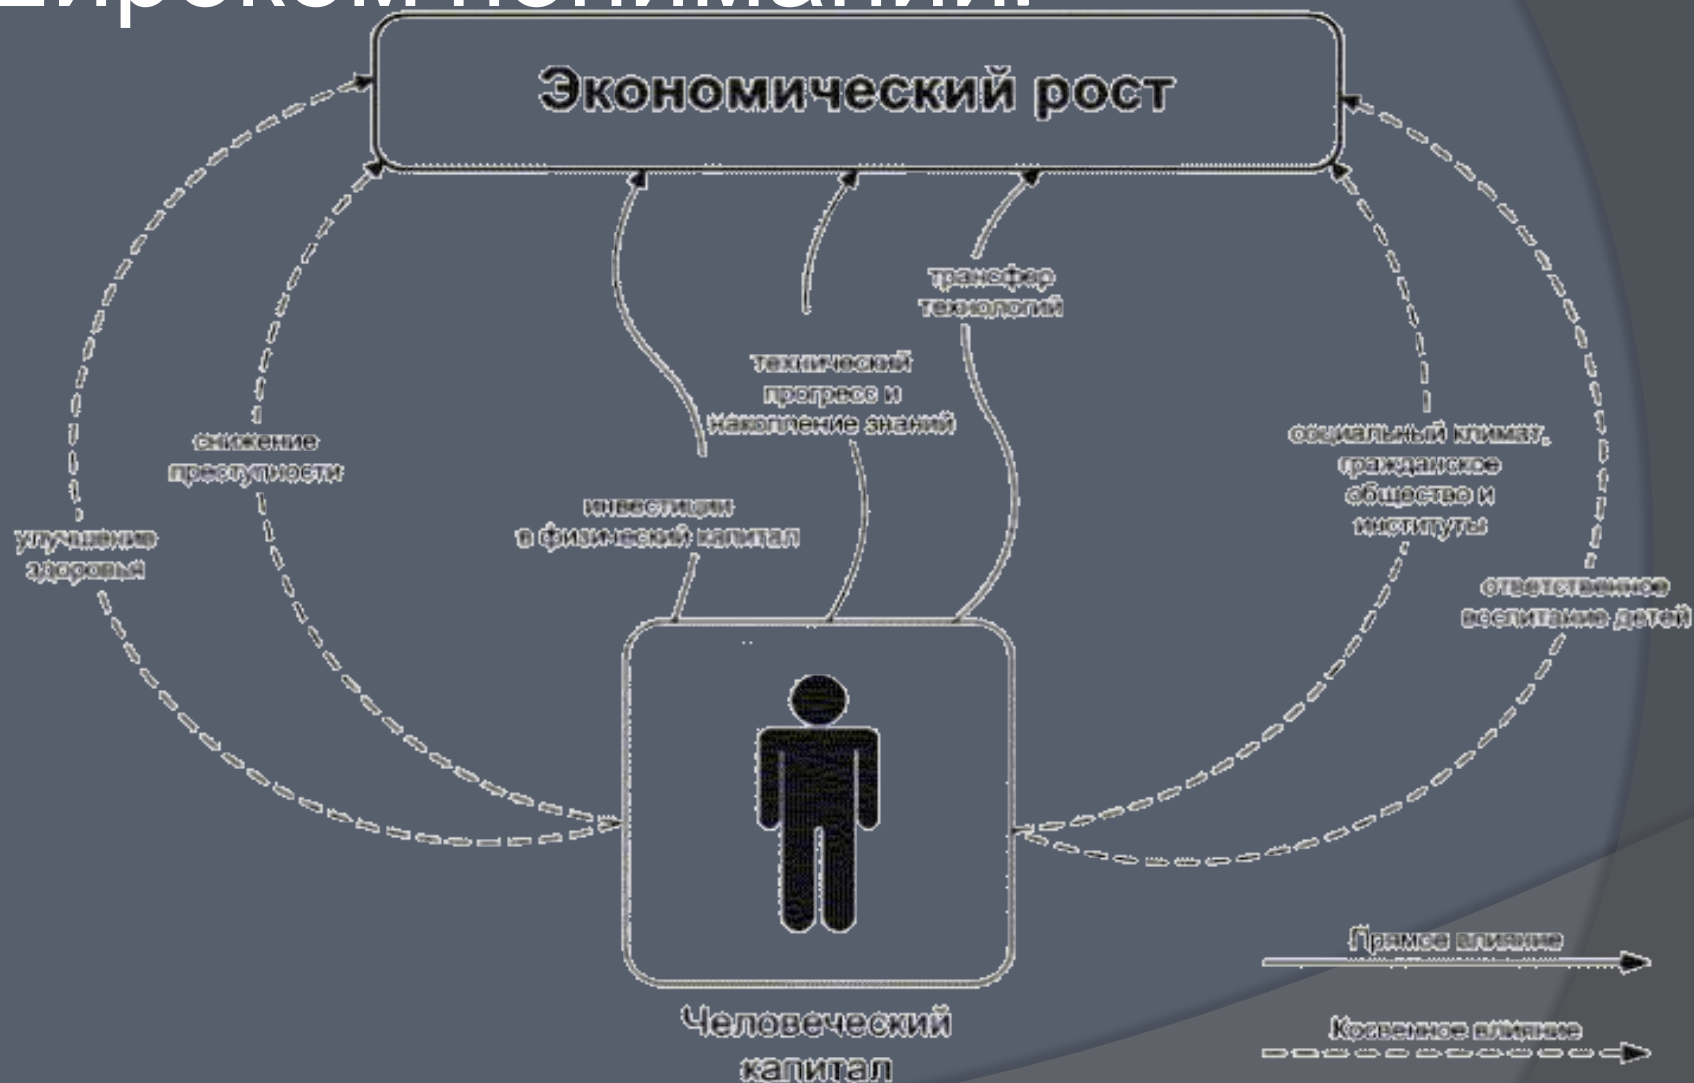 широком понимании.
Экономический рост
трансфер
технологий
технический
прогресс и
накопление знаний
снижение
преступности
социальный климат,
гражданское
общество и
институты
инвестиции
в физический капитал
улучшение
здоровья
ответственное
воспитание детей
Прямое влияние
Человеческий
капитал
Косвенное влияние